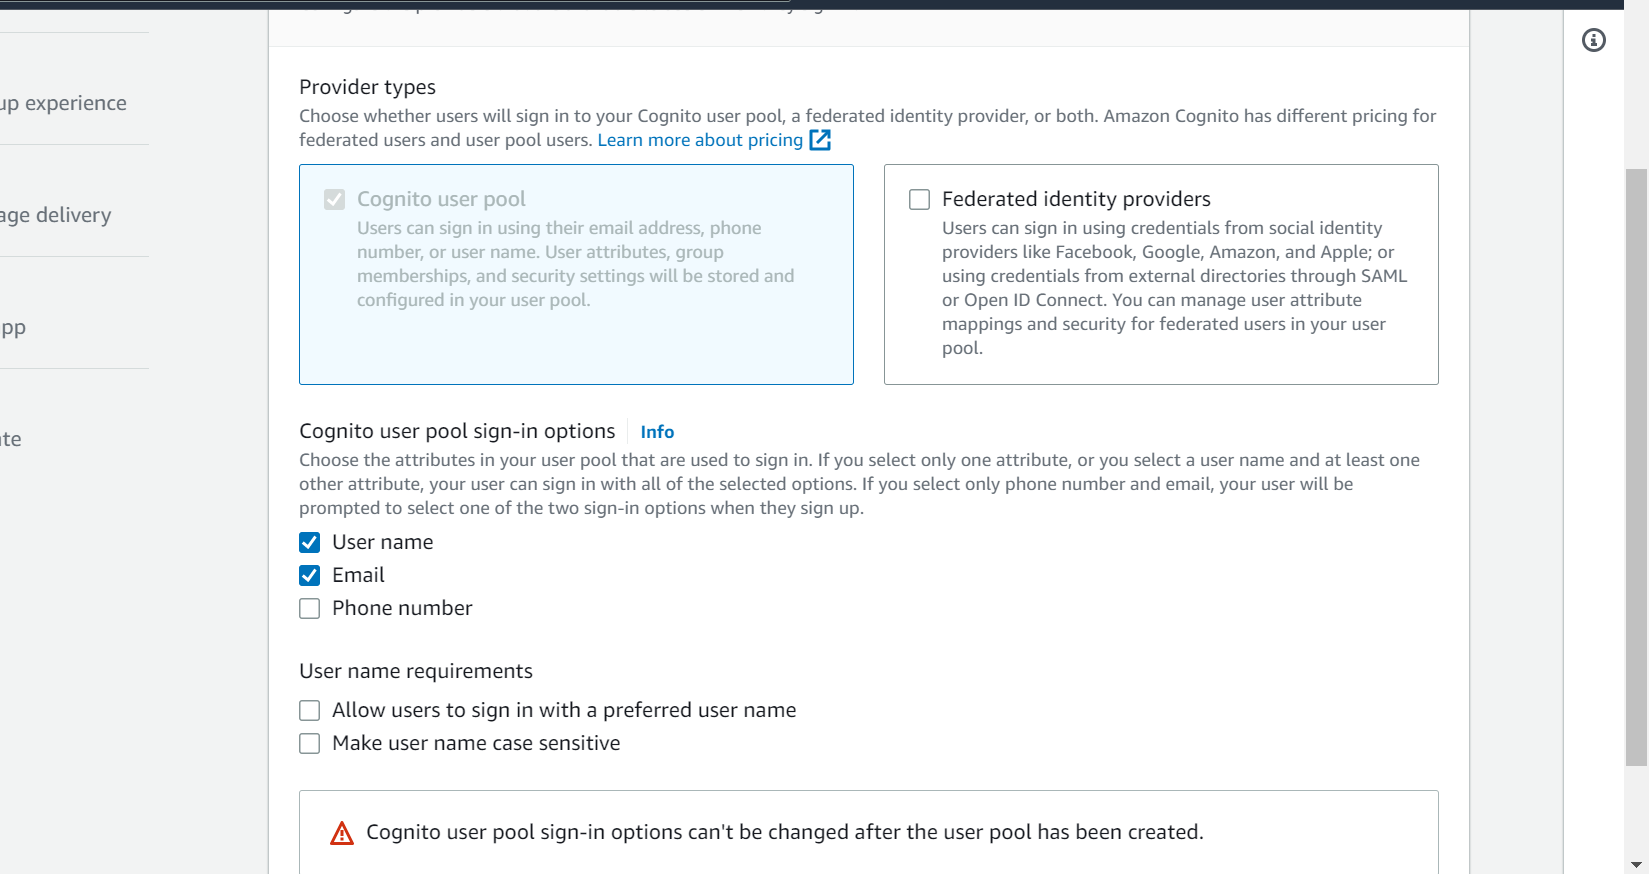 up experience
age delivery
pp
te
Provider types
Choose whether users will sign in to your Cognito user pool, a federated identity provider, or both. Amazon Cognito has different pricing for
federated users and user pool users. Learn more about pricing
Cognito user pool
Users can sign in using their email address, phone
number, or user name. User attributes, group
memberships, and security settings will be stored and
configured in your user pool.
Federated identity providers
Users can sign in using credentials from social identity
providers like Facebook, Google, Amazon, and Apple; or
using credentials from external directories through SAML
or Open ID Connect. You can manage user attribute
mappings and security for federated users in your user
pool.
Cognito user pool sign-in options Info
Choose the attributes in your user pool that are used to sign in. If you select only one attribute, or you select a user name and at least one
other attribute, your user can sign in with all of the selected options. If you select only phone number and email, your user will be
prompted to select one of the two sign-in options when they sign up.
User name
Email
Phone number
User name requirements
Allow users to sign in with a preferred user name
Make user name case sensitive
Cognito user pool sign-in options can't be changed after the user pool has been created.